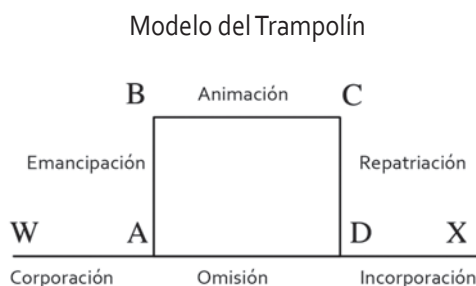 Modelo del Trampolín
B Animación C
Emancipación Repatriación
W A D X
Corporación Omisión Incorporación